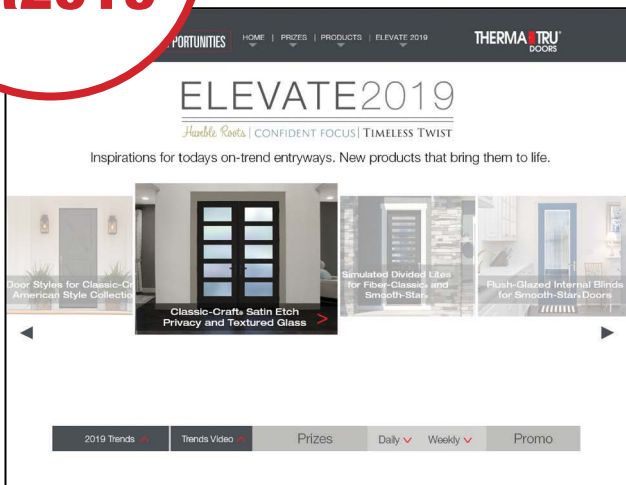 2019
PORTUNITIES HOME | PRIZES | PRODUCTS | ELEVATE 2019 THERMA TRU®
DOORS
ELEVATE2019
Humble Roots | CONFIDENT FOCUS | TIMELESS TWIST
Inspirations for todays on-trend entryways. New products that bring them to life.
Door Styles for Classic-Cr
American Style Collectio
Classic-Craft® Satin Etch
Privacy and Textured Glass >
Simulated Divided Lites
for Fiber-Classic® and
Smooth-Star®
Flush-Glazed Internal Blinds
for Smooth-Star® Doors
2019 Trends Trends Video Prizes Daily Weekly Promo